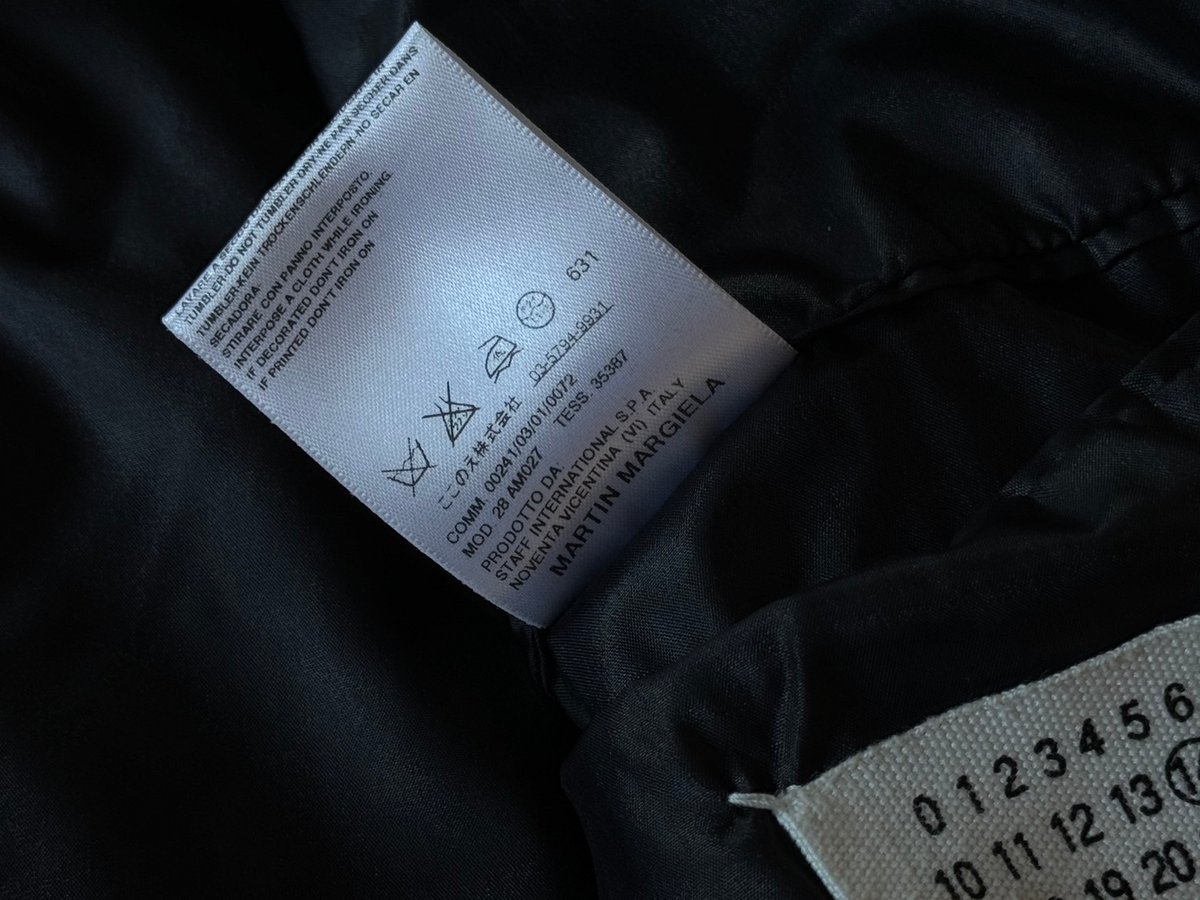 TUMBLER-DO NOT TUMBLER DRY-NE PAS SECHER DANS
TUMBLER-KEIN TROCKENSCHLEUDERN-NO SECAR EN
SECADORA.
STIRARE CON PANNO INTERPOSTO.
INTERPOSE A CLOTH WHILE IRONING.
IF DECORATED DON'T IRON ON
IF PRINTED DON'T IRON ON
631
ここのえ株式会社 03-5794-9931
COMM. 00241/03/01/0072
MOD. 28 AM027 TESS. 35387
PRODOTTO DA
STAFF INTERNATIONAL S.P.A.
NOVENTA VICENTINA (VI) ITALY
MARTIN MARGIELA
0 1 2 3 4 5 6
10 11 12 13 14
19 20